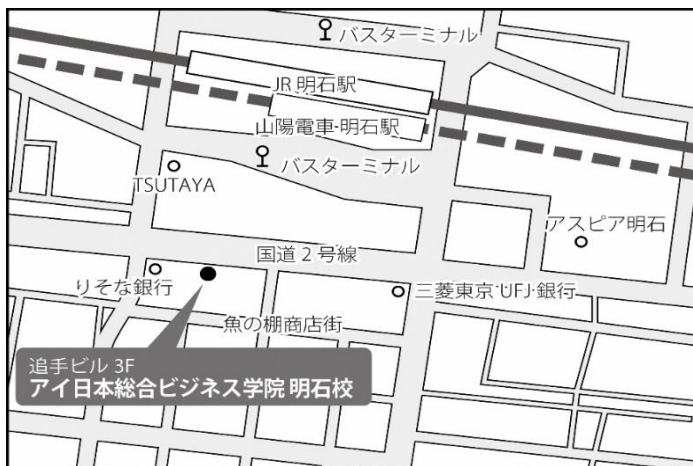 バスターミナル
JR 明石駅
山陽電車・明石駅
バスターミナル
TSUTAYA
アスピア明石
国道 2 号線
りそな銀行
三菱東京 UFJ 銀行
魚の棚商店街
追手ビル 3F
アイ日本総合ビジネス学院 明石校